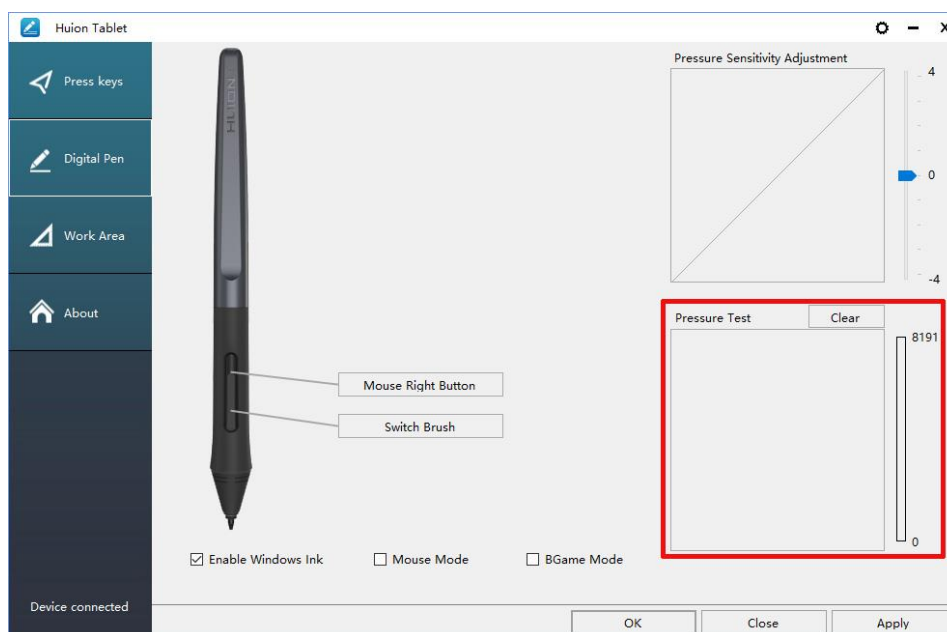 Huion Tablet
Press keys
Digital Pen
Work Area
About
Device connected
HUION
Mouse Right Button
Switch Brush
Enable Windows Ink
Mouse Mode
BGame Mode
Pressure Sensitivity Adjustment
4
0
-4
Pressure Test
Clear
8191
0
OK
Close
Apply